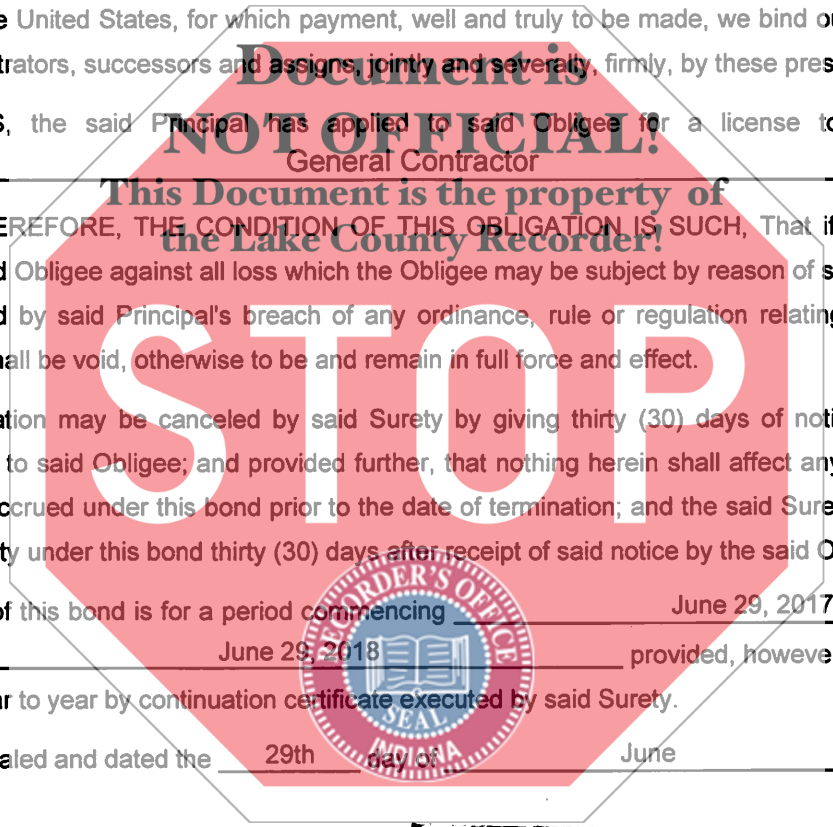 e United States, for which payment, well and truly to be made, we bind o
Document is
trators, successors and assigns, jointly and severally, firmly, by these pres
S, the said Principal has applied to said Obligee for a license to
NOT OFFICIAL!
General Contractor
This Document is the property of
EREFORE, THE CONDITION OF THIS OBLIGATION IS SUCH, That if
the Lake County Recorder!
d Obligee against all loss which the Obligee may be subject by reason of s
d by said Principal's breach of any ordinance, rule or regulation relating
all be void, otherwise to be and remain in full force and effect.
STOP
ation may be canceled by said Surety by giving thirty (30) days of noti
to said Obligee; and provided further, that nothing herein shall affect any
ccrued under this bond prior to the date of termination; and the said Sure
ty under this bond thirty (30) days after receipt of said notice by the said O
RECORDER'S OFFICE
of this bond is for a period commencing June 29, 2017
June 29, 2018 provided, howeve
ar to year by continuation certificate executed by said Surety.
SEAL
INDIANA
aled and dated the 29th day of June